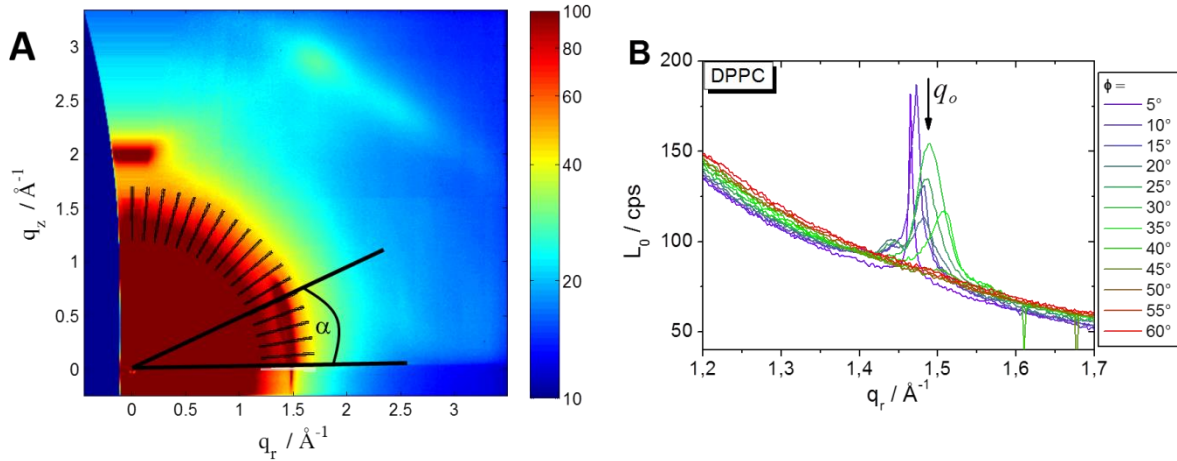 A
q_z / Å⁻¹
3
2.5
2
1.5
1
0.5
0
α
0 0.5 1 1.5 2 2.5 3
q_r / Å⁻¹
100
80
60
40
20
10
B
L_0 / cps
200
150
100
50
DPPC
q_o
1,2 1,3 1,4 1,5 1,6 1,7
q_r / Å⁻¹
ϕ =
5°
10°
15°
20°
25°
30°
35°
40°
45°
50°
55°
60°